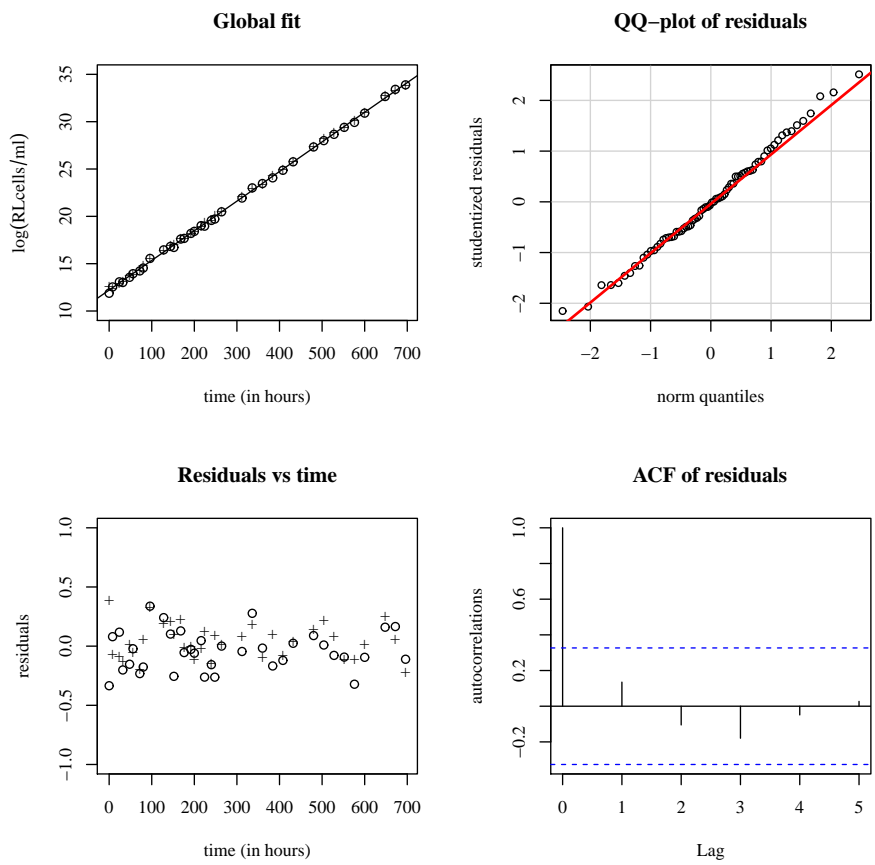 Global fit
log(RLcells/ml)
10 15 20 25 30 35
0 100 200 300 400 500 600 700
time (in hours)
QQ−plot of residuals
studentized residuals
−2 −1 0 1 2
−2 −1 0 1 2
norm quantiles
Residuals vs time
residuals
−1.0 −0.5 0.0 0.5 1.0
0 100 200 300 400 500 600 700
time (in hours)
ACF of residuals
autocorrelations
−0.2 0.2 0.6 1.0
0 1 2 3 4 5
Lag